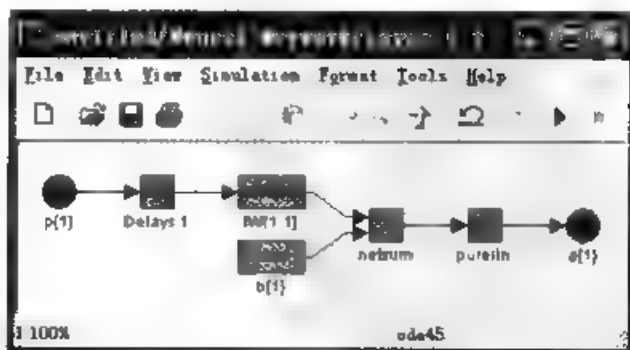 File Edit View Simulation Format Tools Help
p{1}
Delays 1
IW{1,1}
b{1}
netsum
purelin
a{1}
100%
ode45